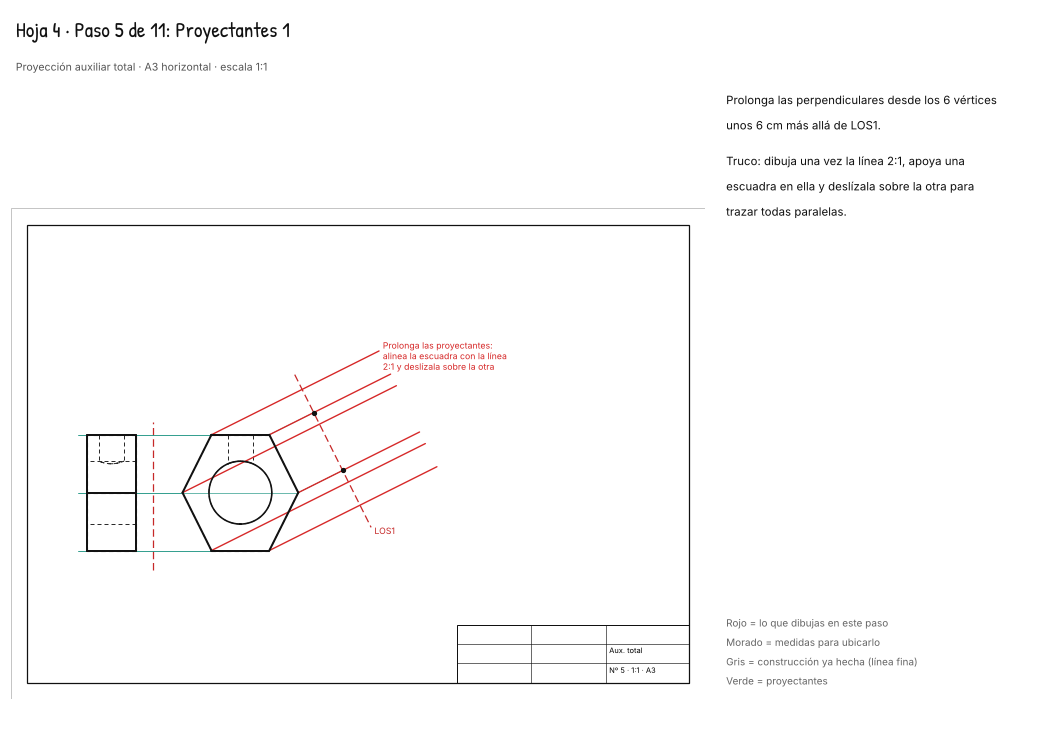 Hoja 4 · Paso 5 de 11: Proyectantes 1
Proyección auxiliar total · A3 horizontal · escala 1:1
Prolonga las perpendiculares desde los 6 vértices
unos 6 cm más allá de LOS1.
Truco: dibuja una vez la línea 2:1, apoya una
escuadra en ella y deslízala sobre la otra para
trazar todas paralelas.
Prolonga las proyectantes:
alinea la escuadra con la línea
2:1 y deslízala sobre la otra
LOS1
Aux. total
Nº 5 · 1:1 · A3
Rojo = lo que dibujas en este paso
Morado = medidas para ubicarlo
Gris = construcción ya hecha (línea fina)
Verde = proyectantes